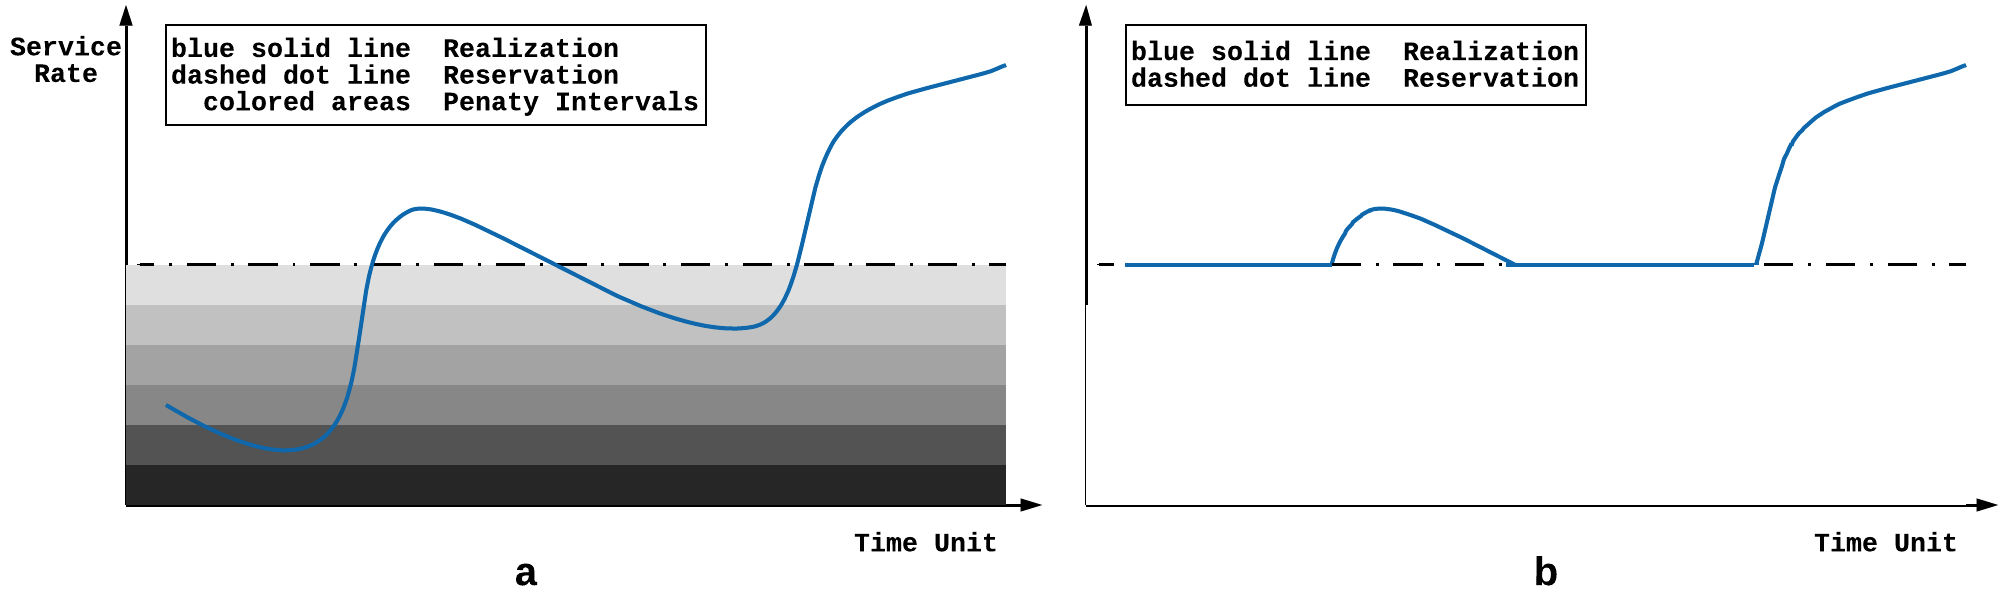 Service
Rate
blue solid line Realization
dashed dot line Reservation
colored areas Penaty Intervals
Time Unit
a
blue solid line Realization
dashed dot line Reservation
Time Unit
b